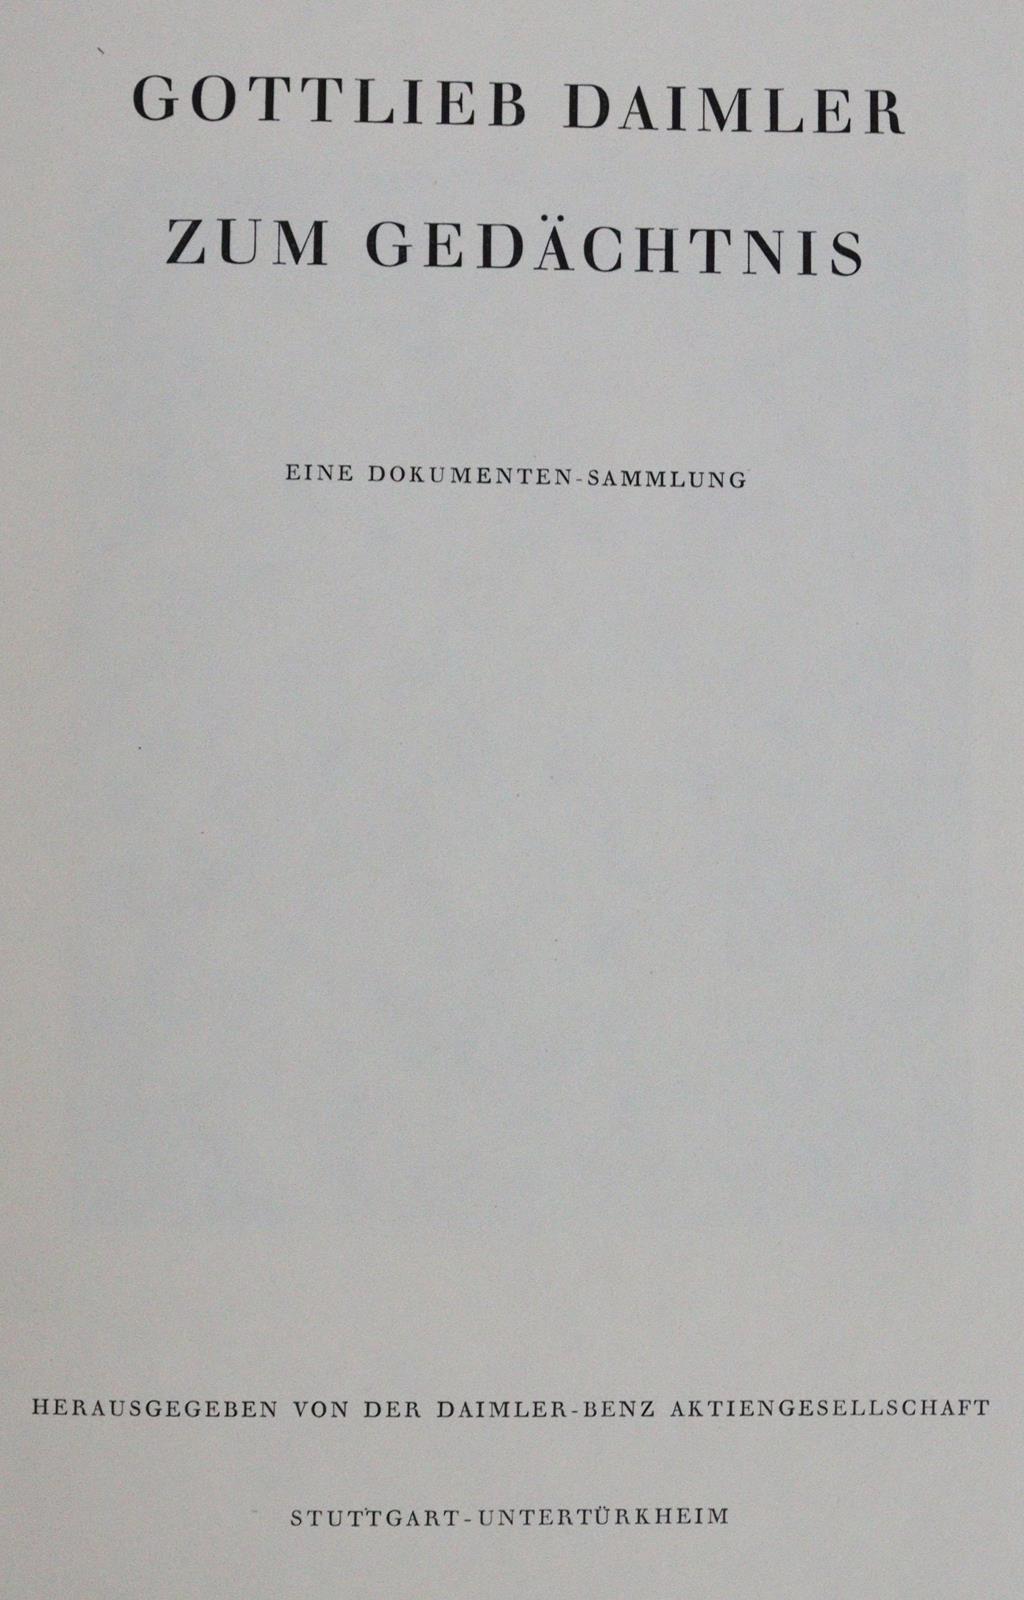 GOTTLIEB DAIMLER
ZUM GEDÄCHTNIS
EINE DOKUMENTEN-SAMMLUNG
HERAUSGEGEBEN VON DER DAIMLER-BENZ AKTIENGESELLSCHAFT
STUTTGART-UNTERTÜRKHEIM